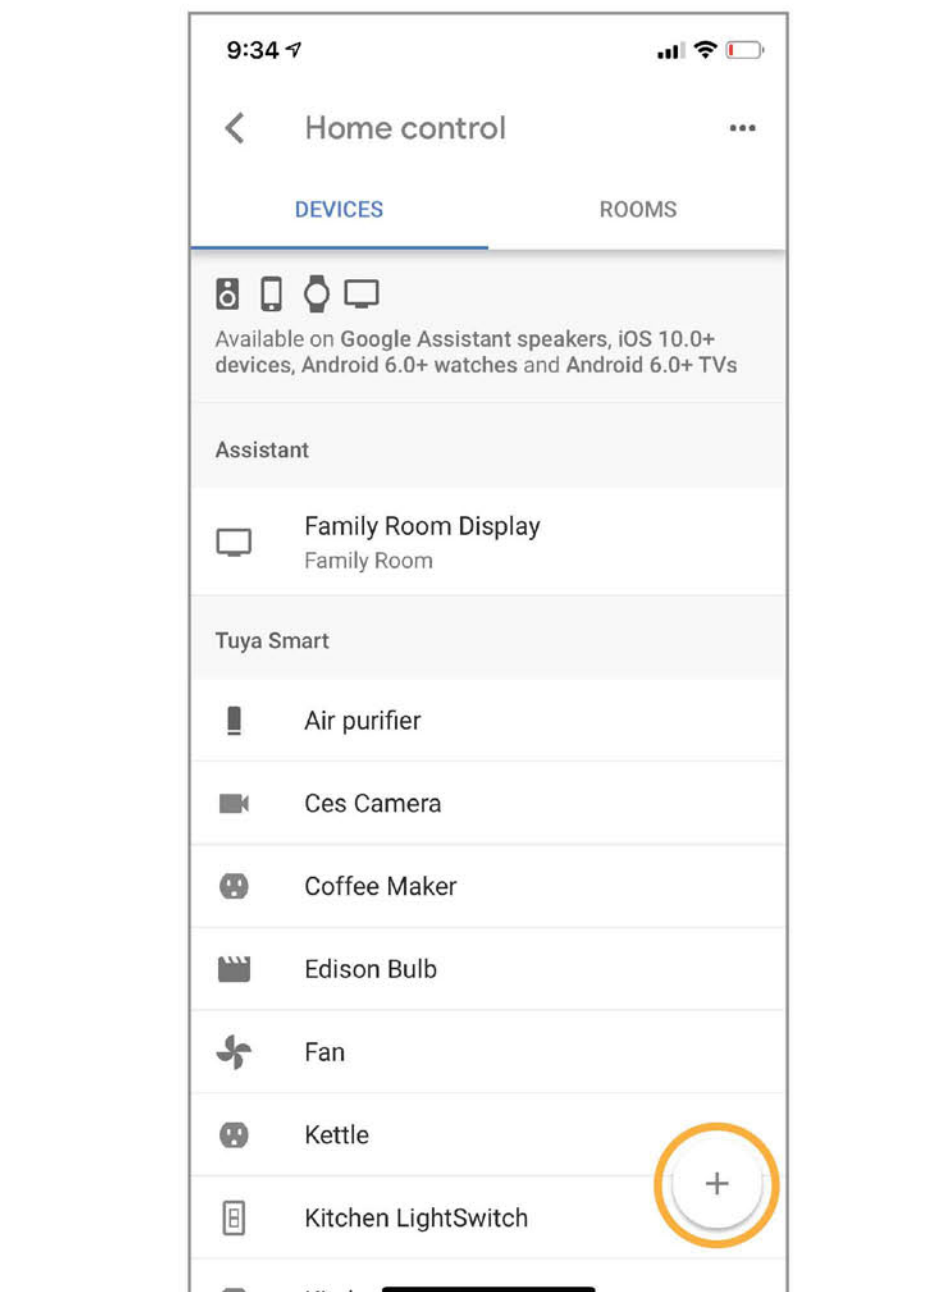 9:34
Home control
DEVICES
ROOMS
Available on Google Assistant speakers, iOS 10.0+
devices, Android 6.0+ watches and Android 6.0+ TVs
Assistant
Family Room Display
Family Room
Tuya Smart
Air purifier
Ces Camera
Coffee Maker
Edison Bulb
Fan
Kettle
+
Kitchen LightSwitch